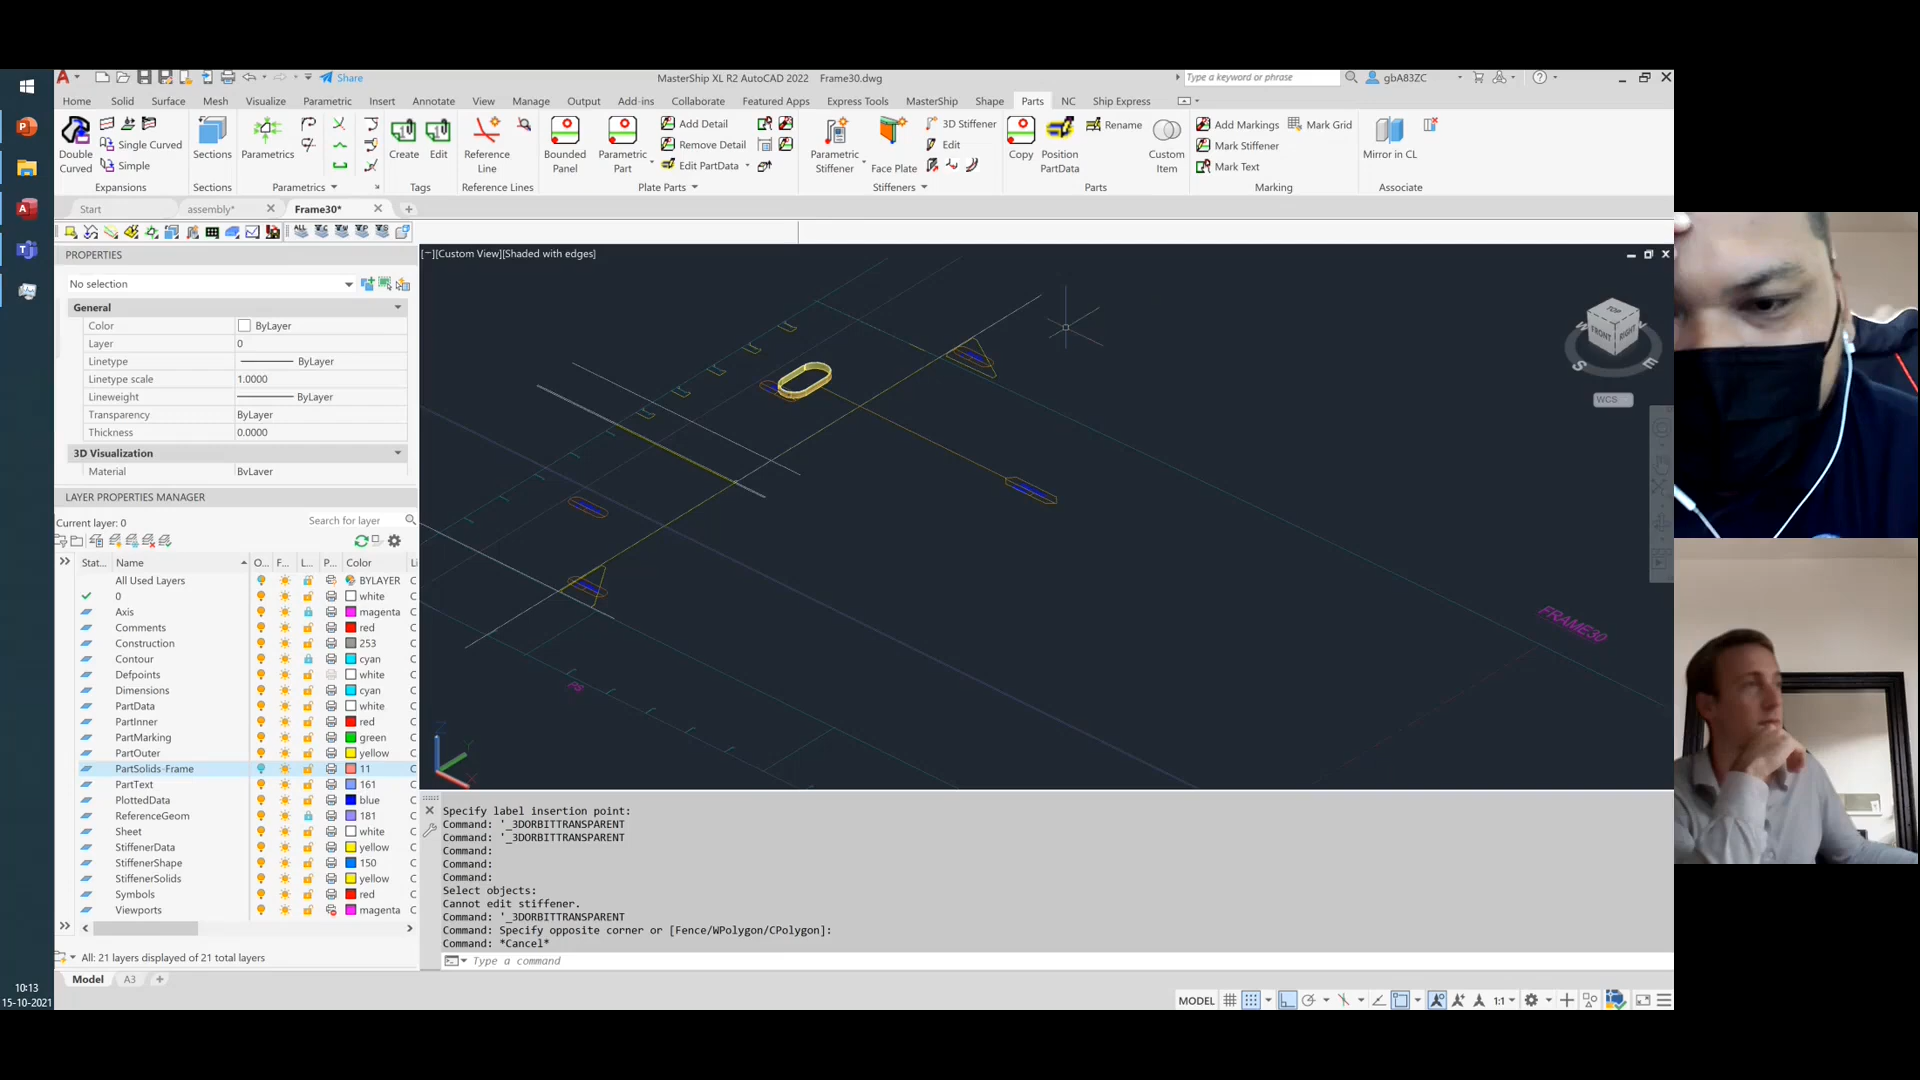 MasterShip XL R2 AutoCAD 2022 Frame30.dwg
Share
Type a keyword or phrase
gbA83ZC
Home Solid Surface Mesh Visualize Parametric Insert Annotate View Manage Output Add-ins Collaborate Featured Apps Express Tools MasterShip Shape Parts NC Ship Express
Double Curved
Single Curved
Simple
Sections
Parametrics
Create
Edit
Reference Line
Bounded Panel
Parametric Part
Add Detail
Remove Detail
Edit PartData
Parametric Stiffener
Face Plate
3D Stiffener
Edit
Copy
Position PartData
Rename
Custom Item
Add Markings
Mark Stiffener
Mark Text
Mark Grid
Mirror in CL
Expansions Sections Parametrics Tags Reference Lines Plate Parts Stiffeners Parts Marking Associate
Start assembly* Frame30*
ALL
PROPERTIES
No selection
General
Color ByLayer
Layer 0
Linetype ByLayer
Linetype scale 1.0000
Lineweight ByLayer
Transparency ByLayer
Thickness 0.0000
3D Visualization
Material ByLayer
[−][Custom View][Shaded with edges]
TOP
FRONT
RIGHT
W
S
E
WCS
FRAME30
PS
LAYER PROPERTIES MANAGER
Current layer: 0
Search for layer
Stat... Name O... F... L... P... Color Li
All Used Layers BYLAYER C
0 white C
Axis magenta C
Comments red C
Construction 253 C
Contour cyan C
Defpoints white C
Dimensions cyan C
PartData white C
PartInner red C
PartMarking green C
PartOuter yellow C
PartSolids-Frame 11 C
PartText 161 C
PlottedData blue C
ReferenceGeom 181 C
Sheet white C
StiffenerData yellow C
StiffenerShape 150 C
StiffenerSolids yellow C
Symbols red C
Viewports magenta C
All: 21 layers displayed of 21 total layers
Specify label insertion point:
Command: '_3DORBITTRANSPARENT
Command: '_3DORBITTRANSPARENT
Command:
Command:
Command:
Select objects:
Cannot edit stiffener.
Command: '_3DORBITTRANSPARENT
Command: Specify opposite corner or [Fence/WPolygon/CPolygon]:
Command: *Cancel*
Type a command
Model A3
MODEL
1:1
10:13
15-10-2021